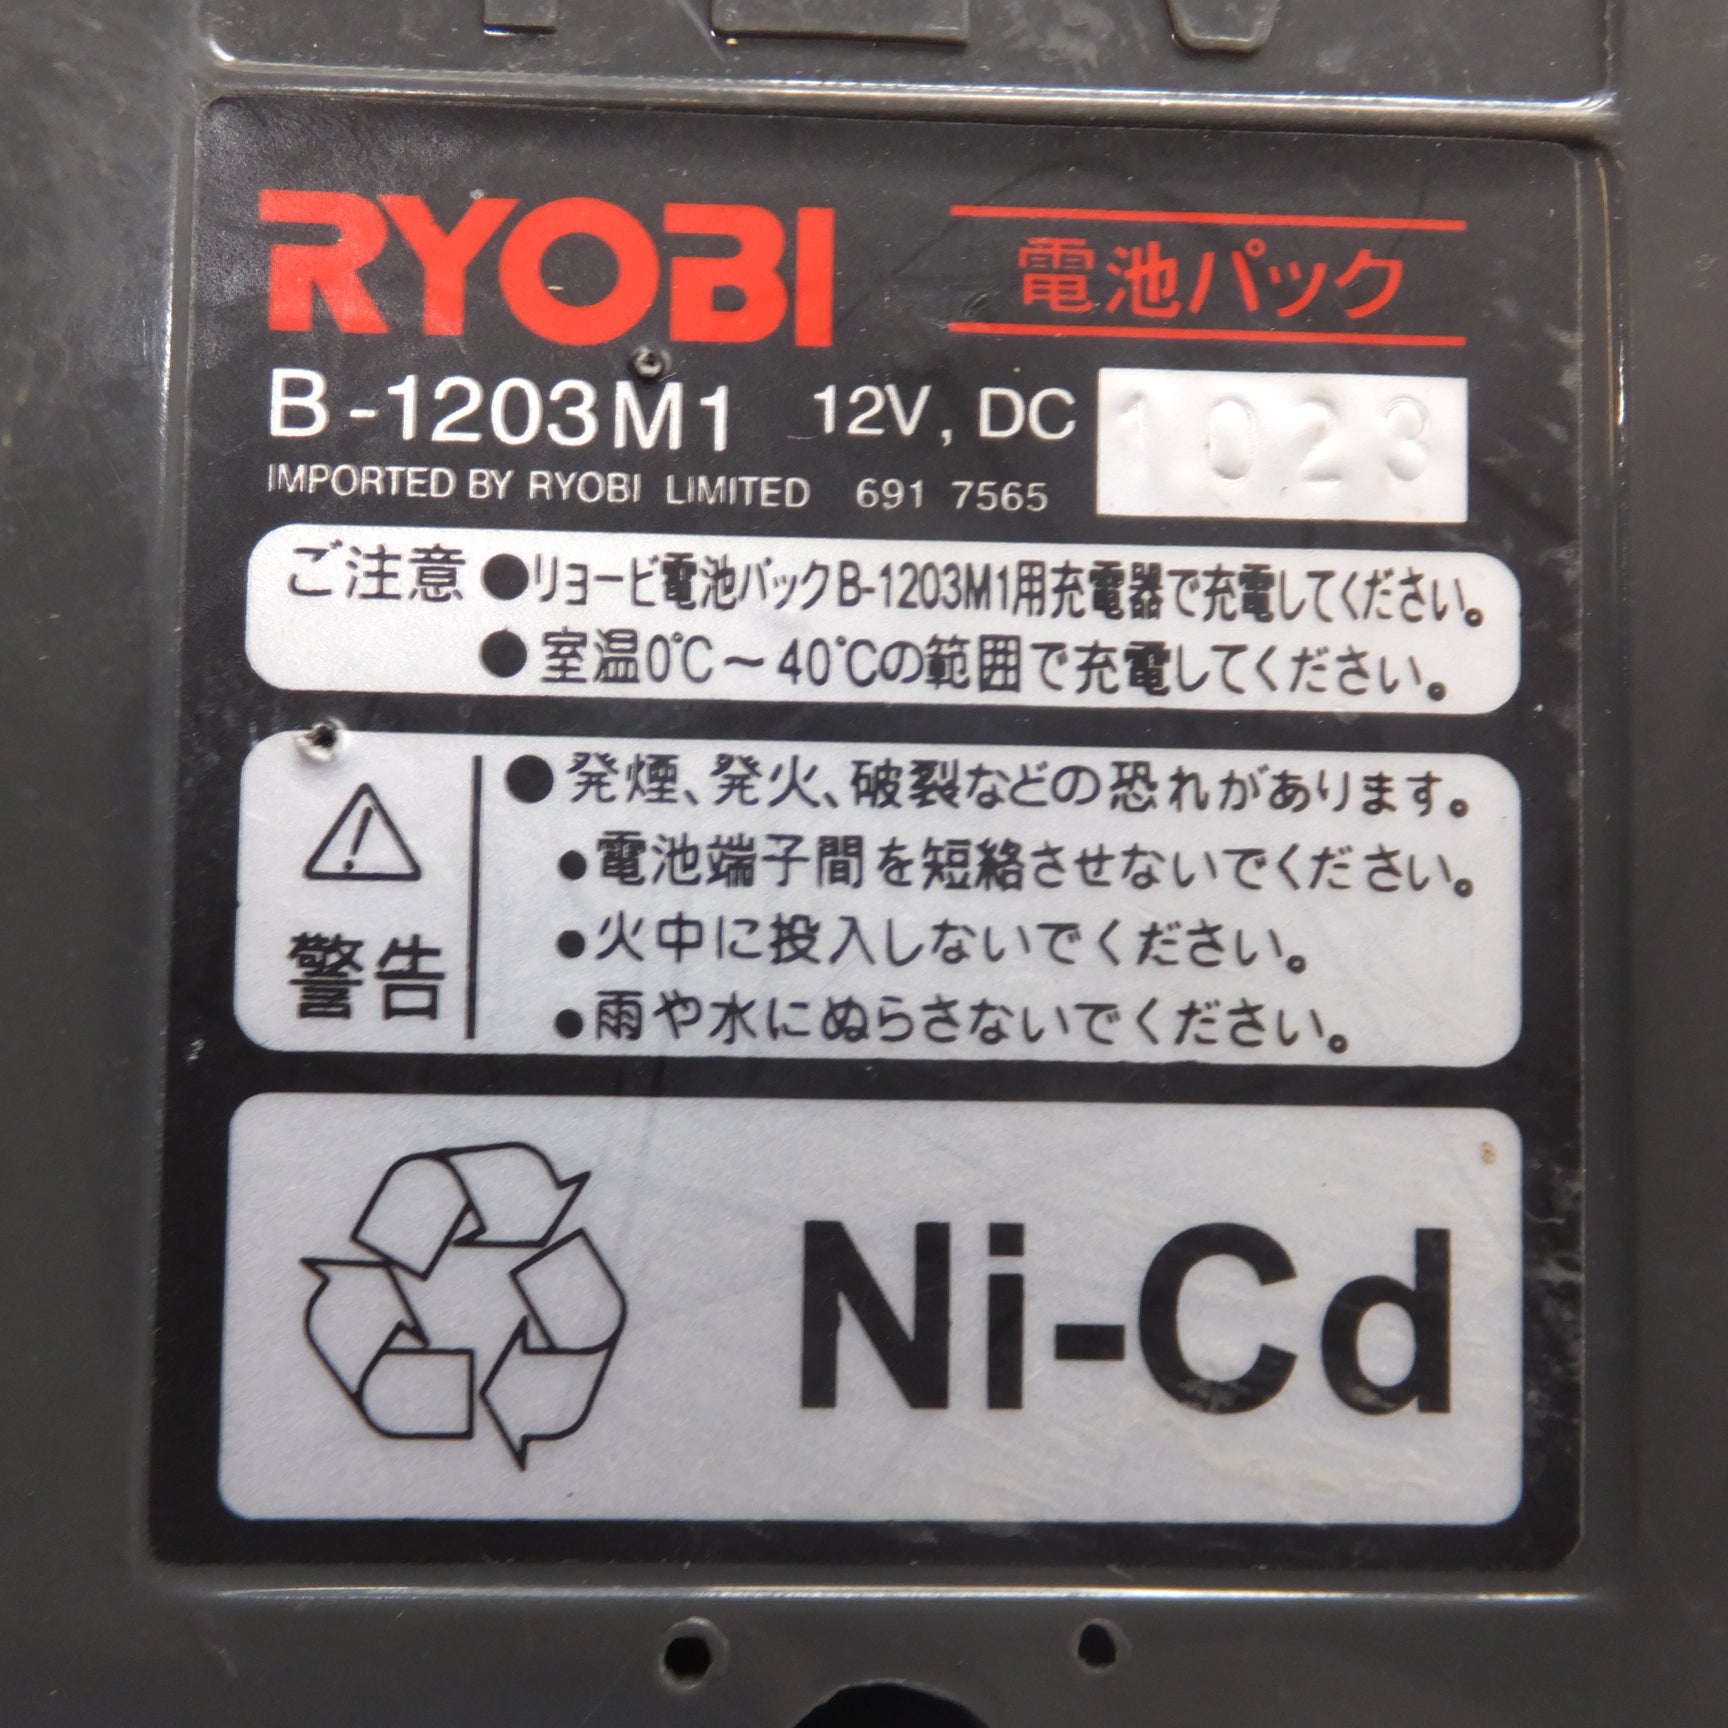 RYOBI 電池パック
B-1203M1 12V, DC 1023
IMPORTED BY RYOBI LIMITED 691 7565
ご注意 ●リョービ電池パックB-1203M1用充電器で充電してください。
●室温0℃～40℃の範囲で充電してください。
●発煙、発火、破裂などの恐れがあります。
●電池端子間を短絡させないでください。
警告 ●火中に投入しないでください。
●雨や水にぬらさないでください。
Ni-Cd